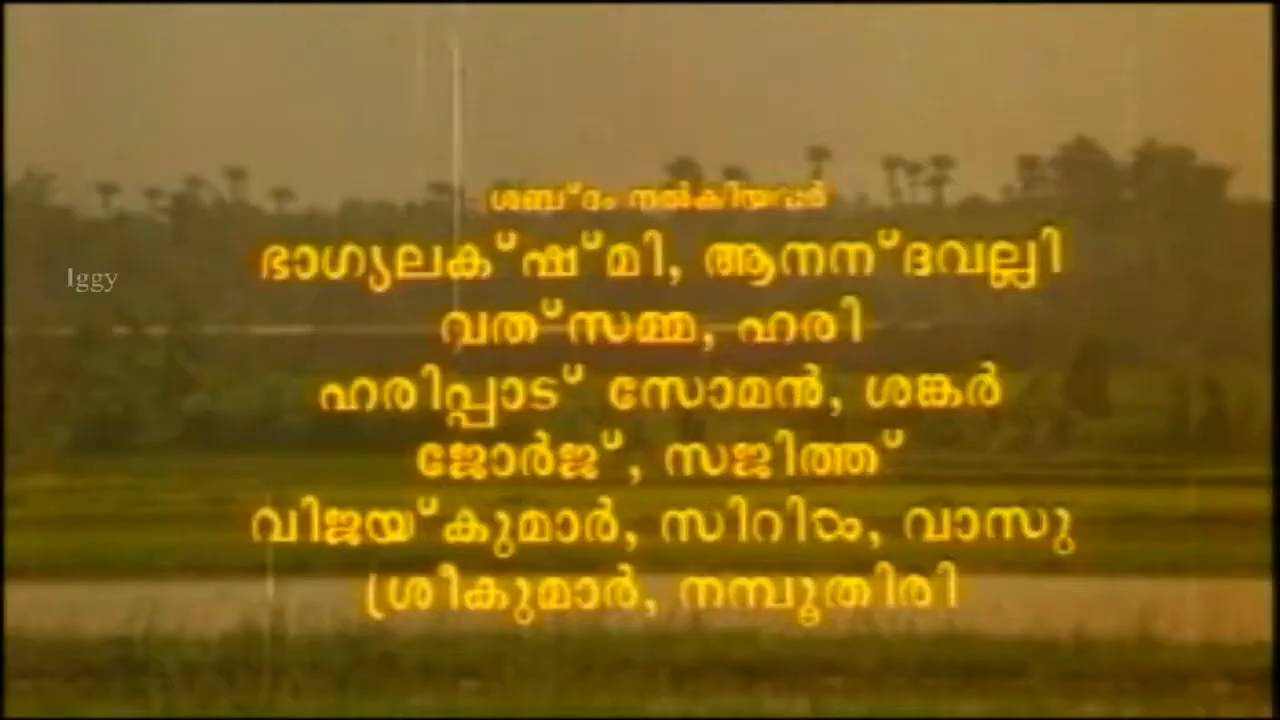 ശബ്ദം നൽകിയവർ
ഭാഗ്യലക്ഷ്മി, ആനന്ദവല്ലി
Iggy
വത്സമ്മ, ഹരി
ഹരിപ്പാട് സോമൻ, ശങ്കർ
ജോർജ്, സജിത്ത്
വിജയ്കുമാർ, സിറിൾ, വാസു
ശ്രീകുമാർ, നമ്പൂതിരി